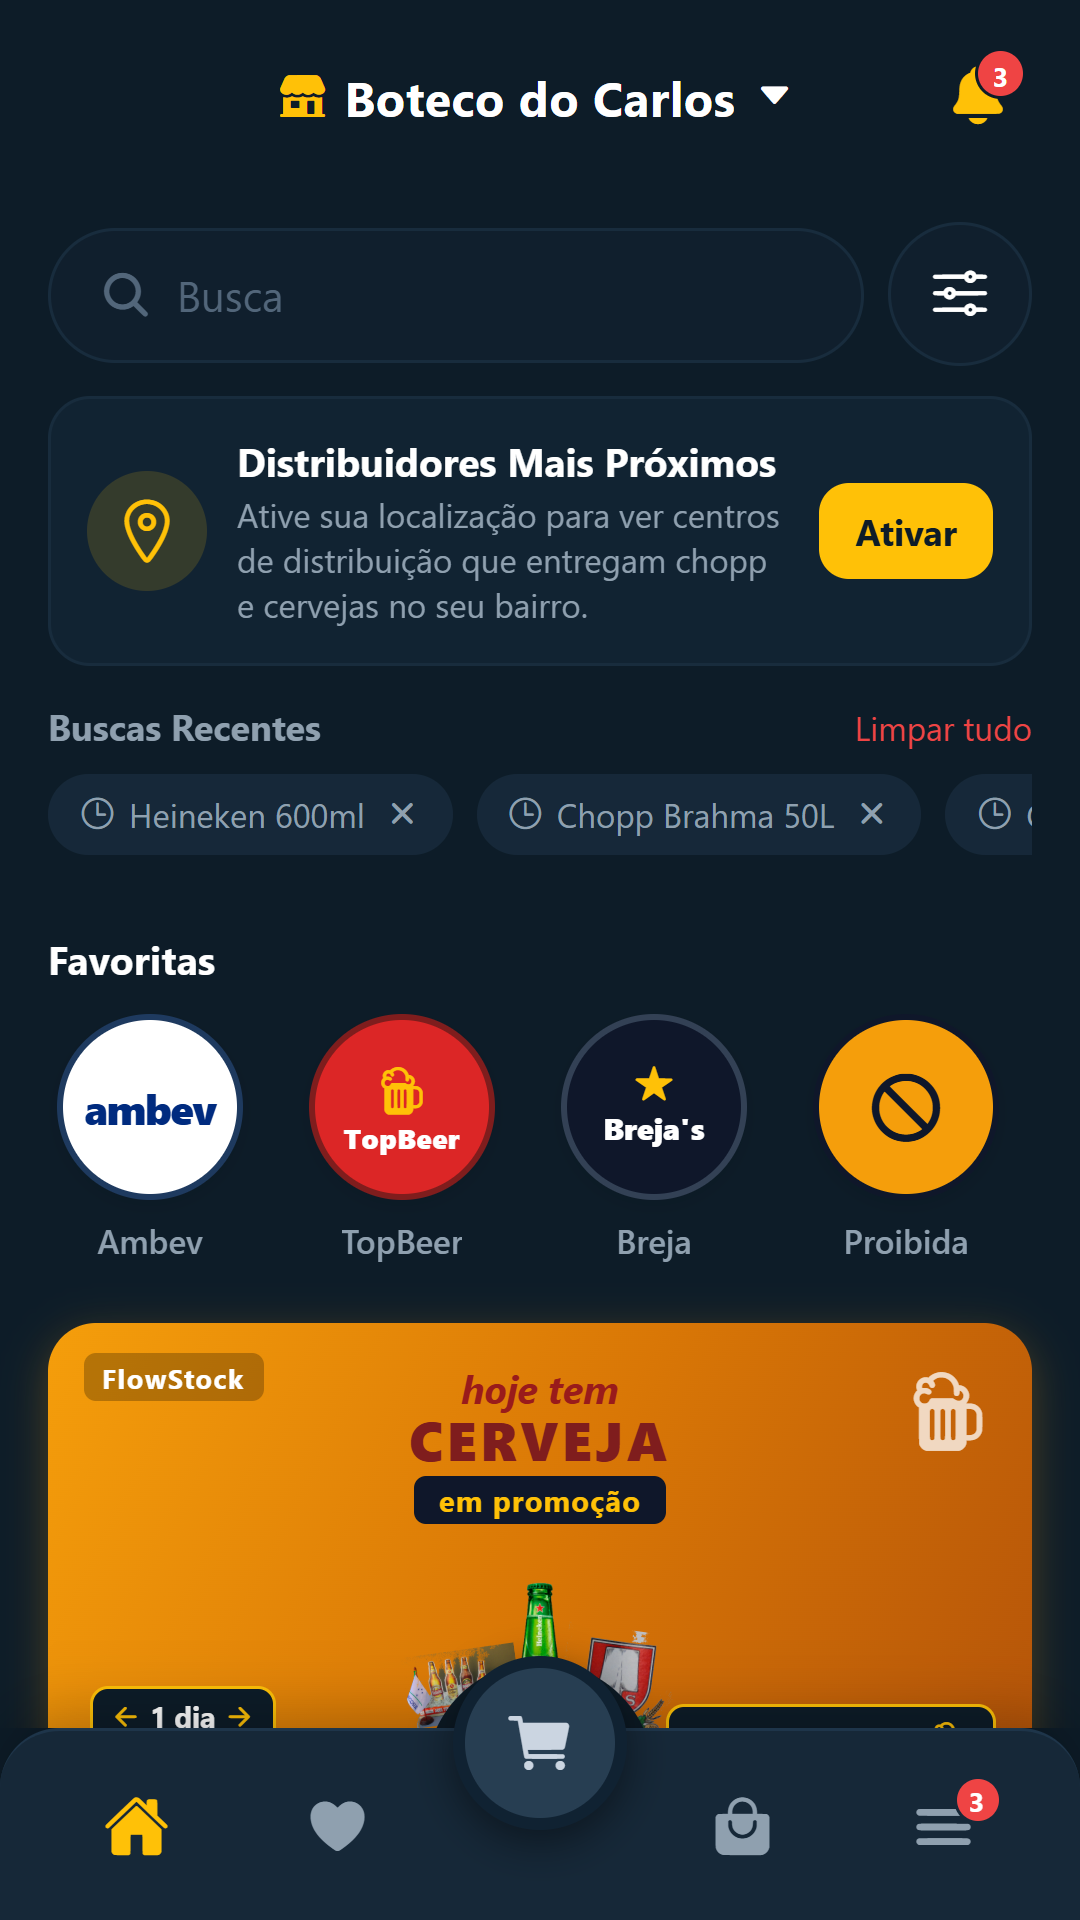 Boteco do Carlos
3
Busca
Distribuidores Mais Próximos
Ative sua localização para ver centros
de distribuição que entregam chopp
e cervejas no seu bairro.
Ativar
Buscas Recentes
Limpar tudo
Heineken 600ml
Chopp Brahma 50L
Favoritas
ambev
TopBeer
Breja's
Ambev
TopBeer
Breja
Proibida
FlowStock
hoje tem
CERVEJA
em promoção
Heineken
1 dia
3